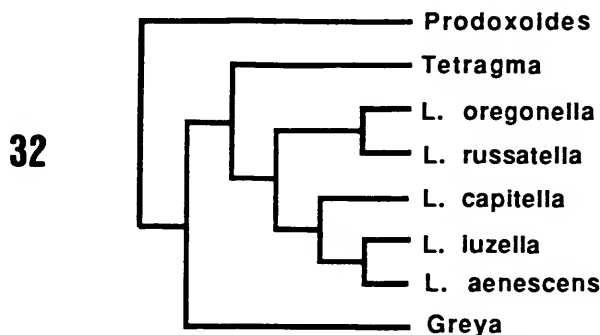 Prodoxoides
Tetragma
L. oregonella
32
L. russatella
L. capitella
L. luzella
L. aenescens
Greya